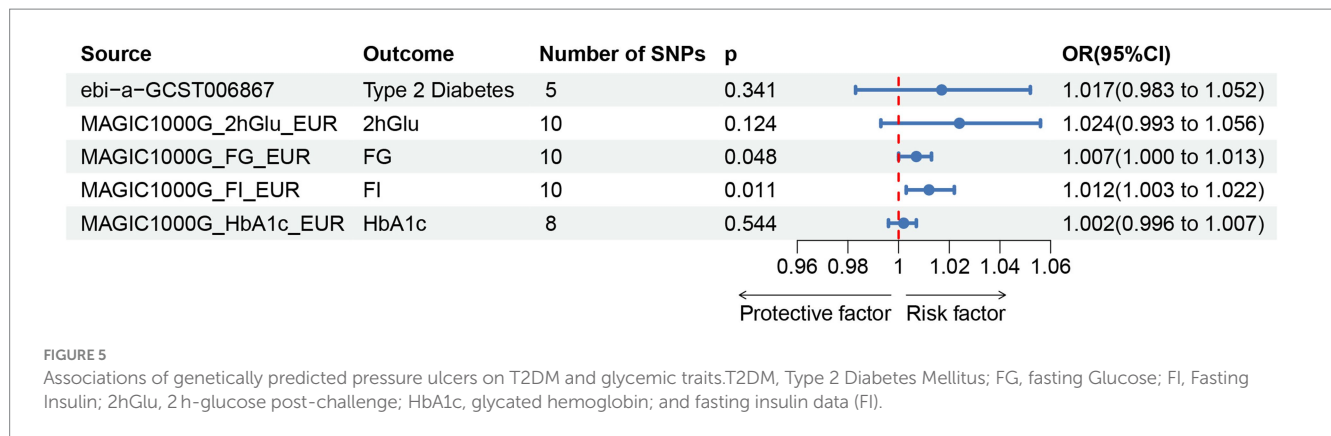 Source Outcome Number of SNPs p OR(95%CI)
ebi−a−GCST006867 Type 2 Diabetes 5 0.341 1.017(0.983 to 1.052)
MAGIC1000G_2hGlu_EUR 2hGlu 10 0.124 1.024(0.993 to 1.056)
MAGIC1000G_FG_EUR FG 10 0.048 1.007(1.000 to 1.013)
MAGIC1000G_FI_EUR FI 10 0.011 1.012(1.003 to 1.022)
MAGIC1000G_HbA1c_EUR HbA1c 8 0.544 1.002(0.996 to 1.007)
0.96 0.98 1 1.02 1.04 1.06
Protective factor Risk factor
FIGURE 5
Associations of genetically predicted pressure ulcers on T2DM and glycemic traits.T2DM, Type 2 Diabetes Mellitus; FG, fasting Glucose; FI, Fasting
Insulin; 2hGlu, 2 h-glucose post-challenge; HbA1c, glycated hemoglobin; and fasting insulin data (FI).